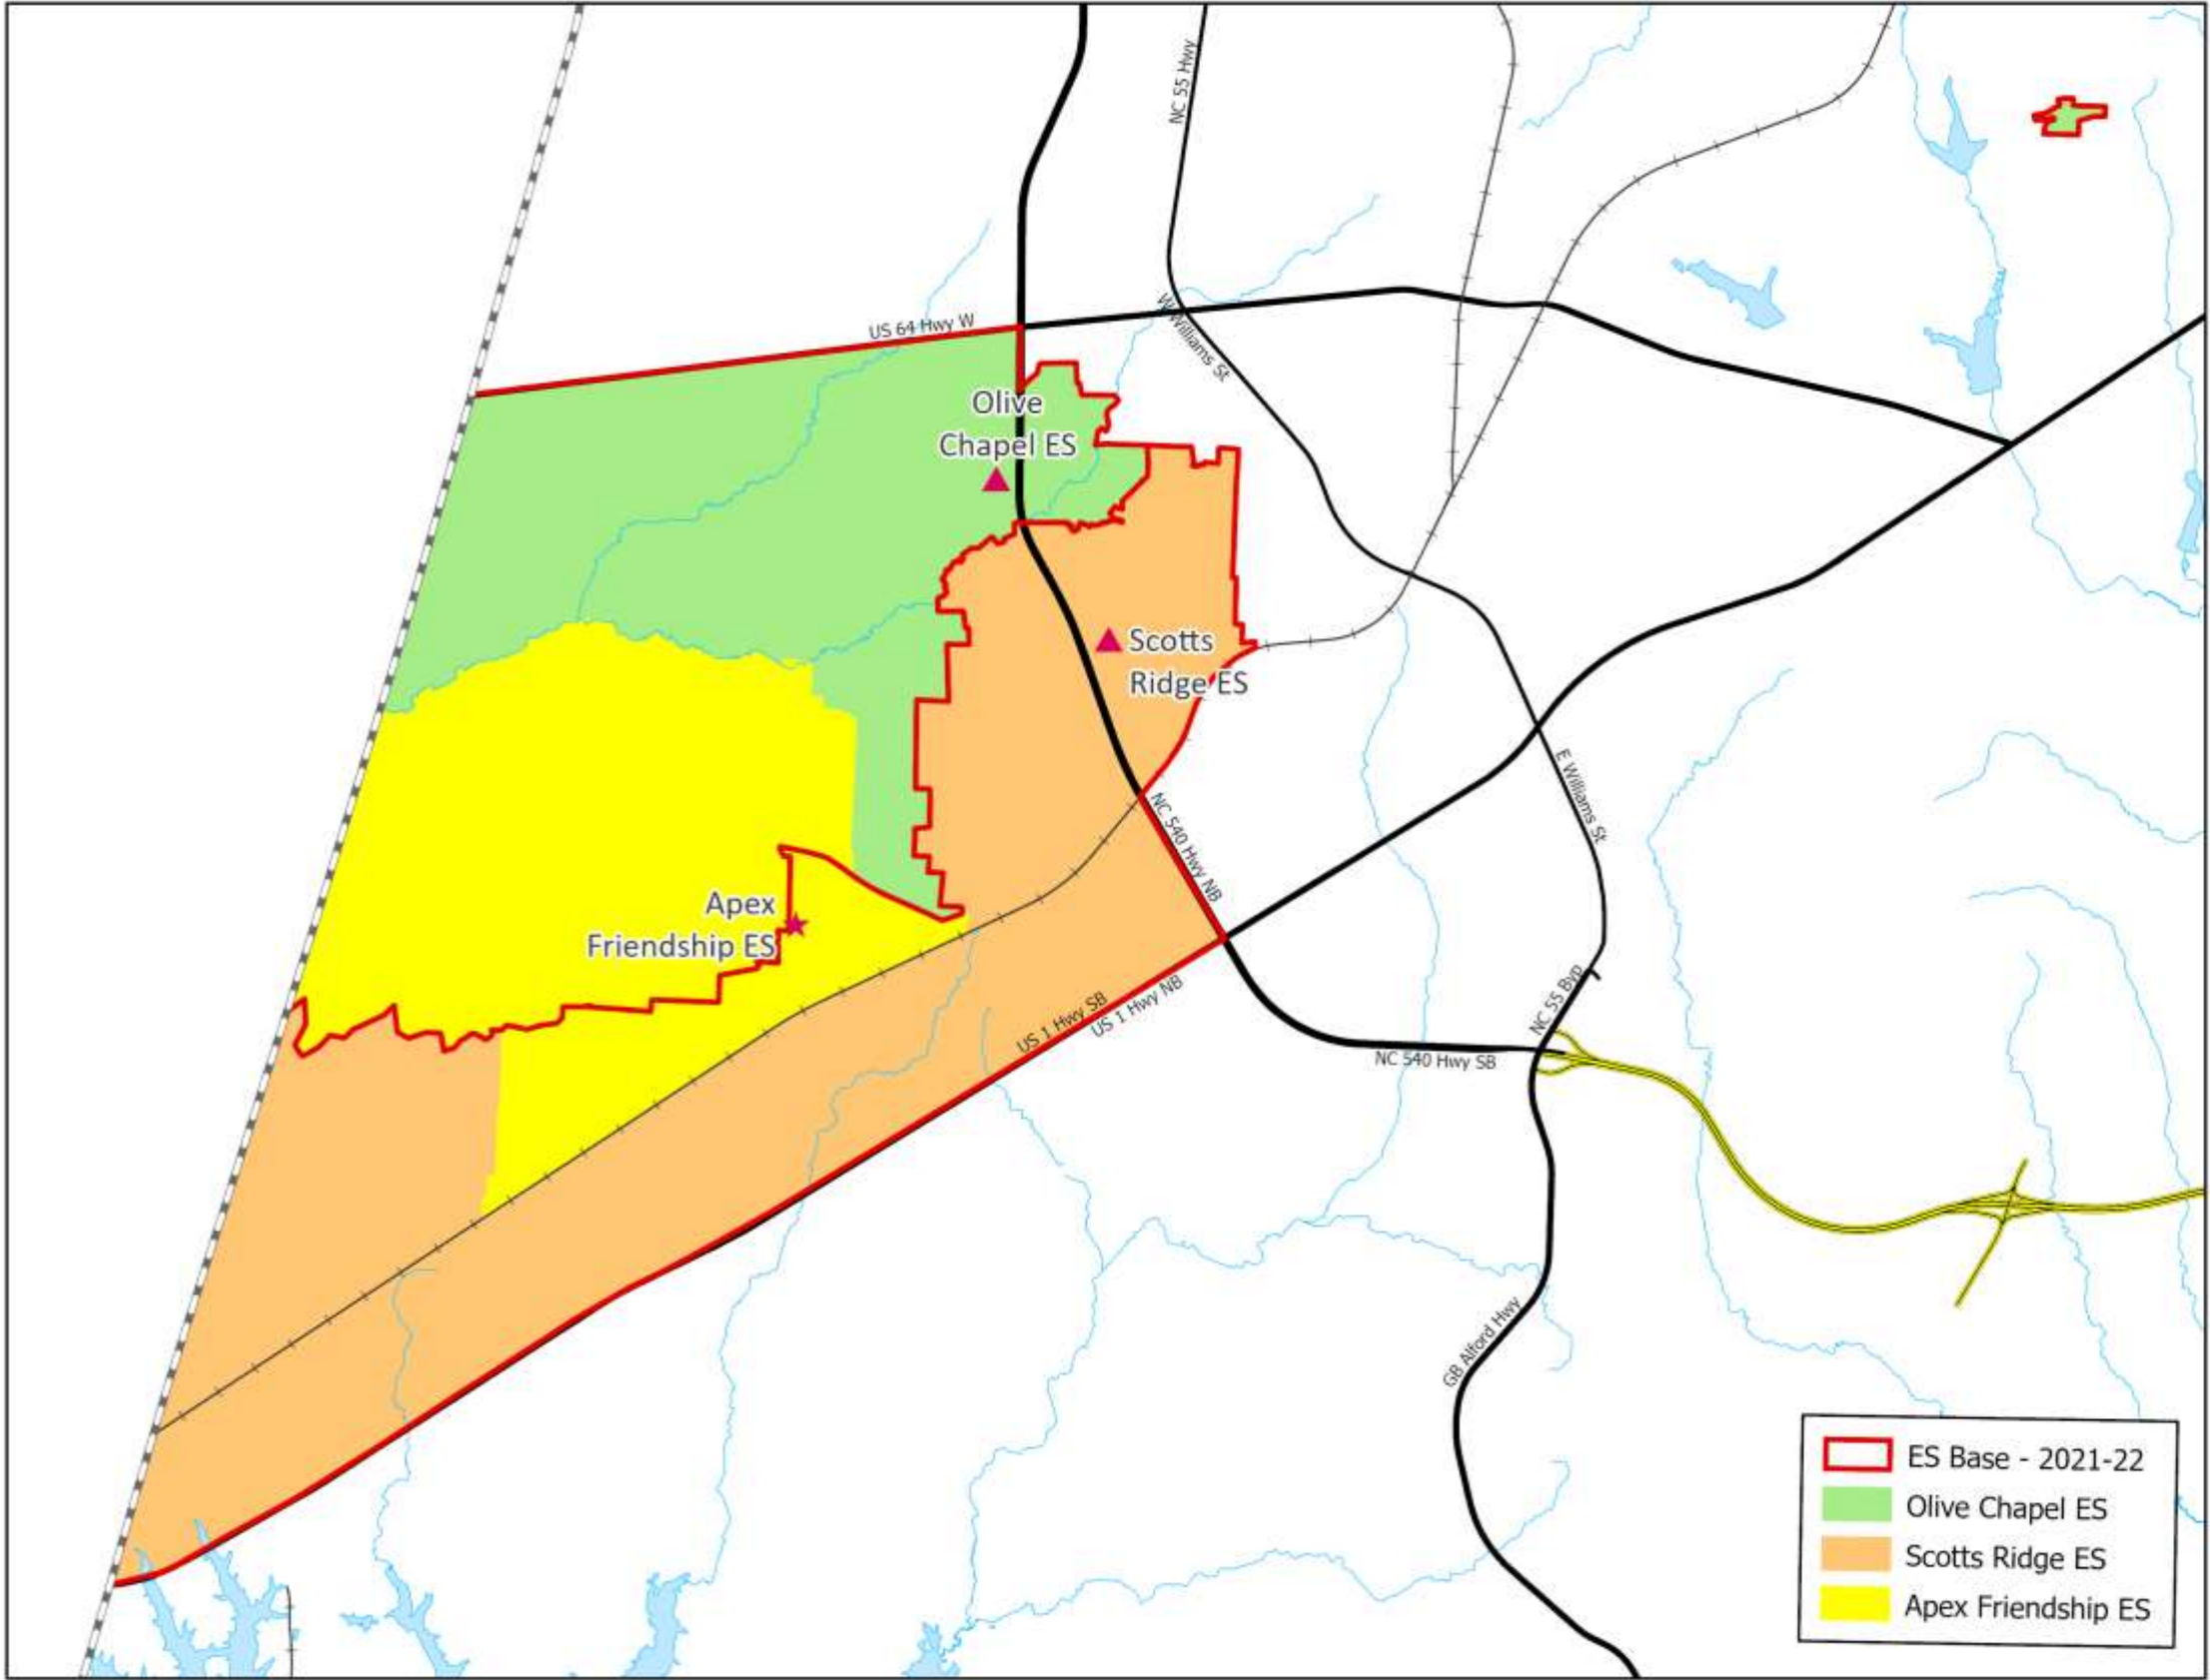 NC 55 Hwy
US 64 Hwy W
W Williams St
Olive
Chapel ES
Scotts
Ridge ES
E Williams St
NC 540 Hwy NB
Apex
Friendship ES
US 1 Hwy SB
US 1 Hwy NB
NC 55 Byp
NC 540 Hwy SB
GB Alford Hwy
ES Base - 2021-22
Olive Chapel ES
Scotts Ridge ES
Apex Friendship ES